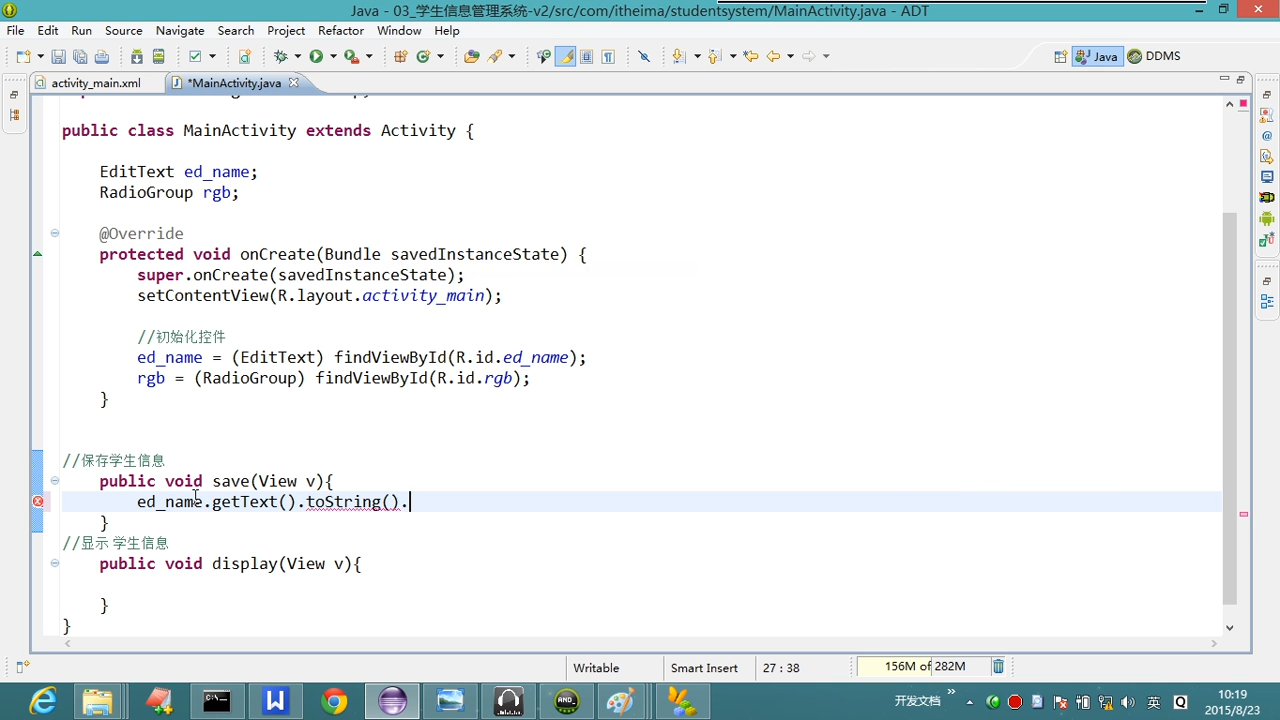 Java - 03_学生信息管理系统-v2/src/com/itheima/studentsystem/MainActivity.java - ADT
File Edit Run Source Navigate Search Project Refactor Window Help
Java DDMS
activity_main.xml *MainActivity.java
public class MainActivity extends Activity {
EditText ed_name;
RadioGroup rgb;
@Override
protected void onCreate(Bundle savedInstanceState) {
super.onCreate(savedInstanceState);
setContentView(R.layout.activity_main);
//初始化控件
ed_name = (EditText) findViewById(R.id.ed_name);
rgb = (RadioGroup) findViewById(R.id.rgb);
}
//保存学生信息
public void save(View v){
ed_name.getText().toString().
}
//显示 学生信息
public void display(View v){
}
}
Writable Smart Insert 27 : 38 156M of 282M
开发文档 » 英 10:19
2015/8/23